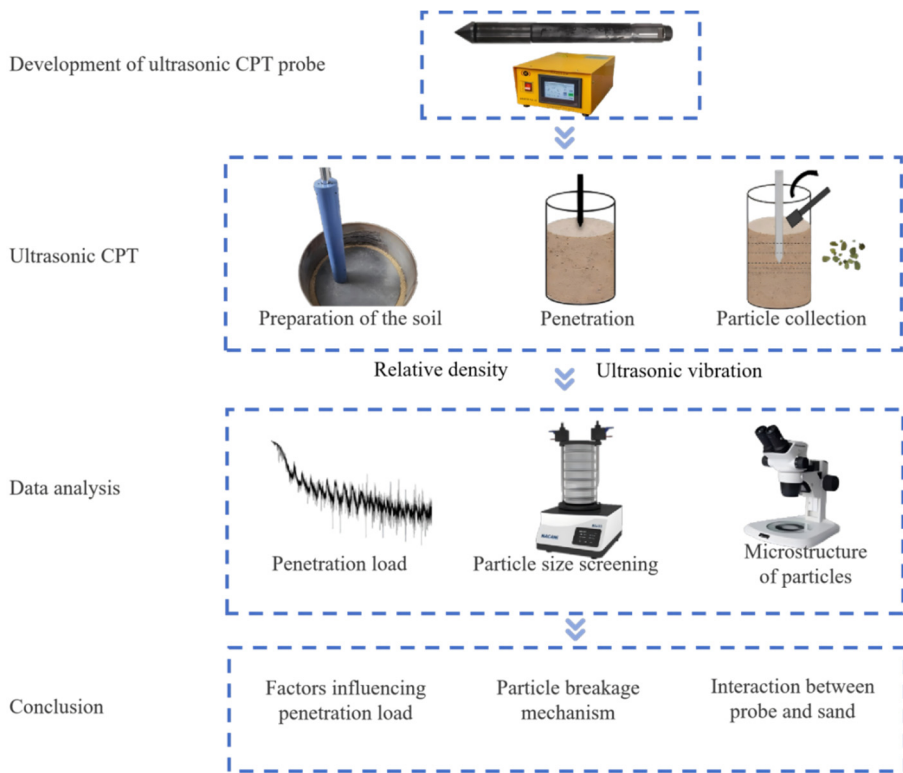 Development of ultrasonic CPT probe
Ultrasonic CPT
Preparation of the soil
Penetration
Particle collection
Relative density
Ultrasonic vibration
Data analysis
Penetration load
Particle size screening
Microstructure
of particles
Conclusion
Factors influencing
penetration load
Particle breakage
mechanism
Interaction between
probe and sand